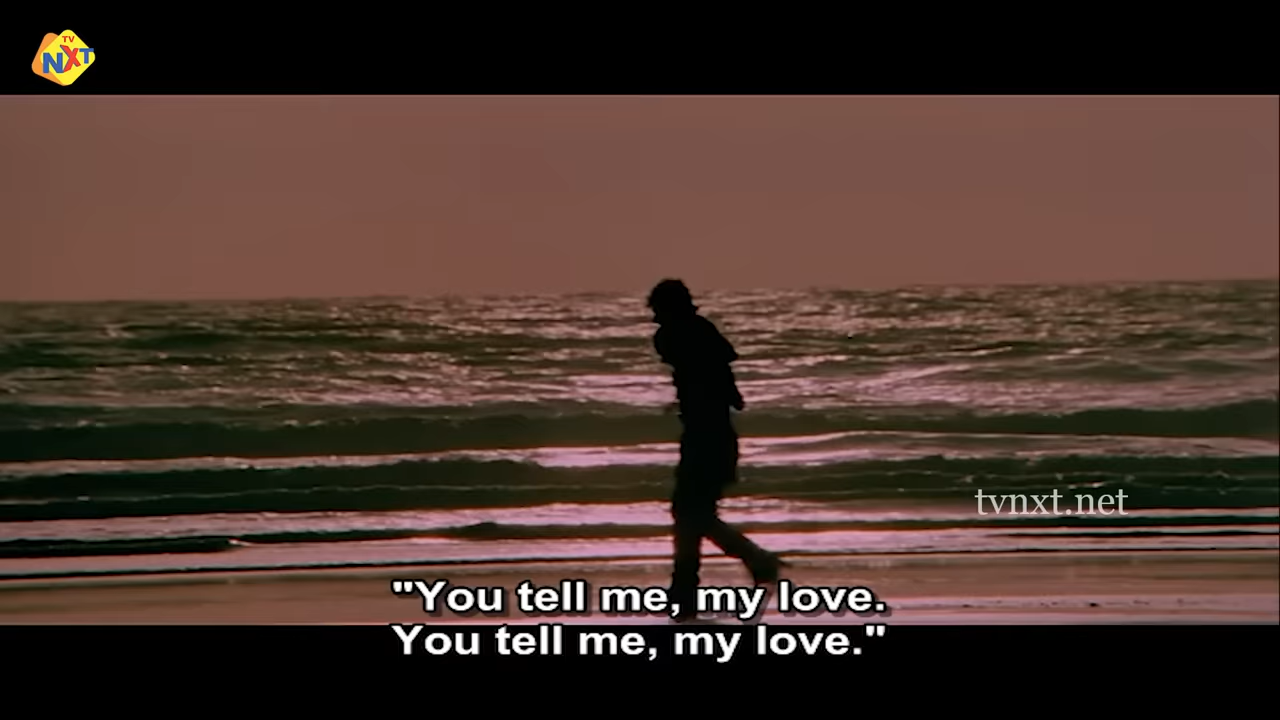 TV
NXT
tvnxt.net
"You tell me, my love.
You tell me, my love."